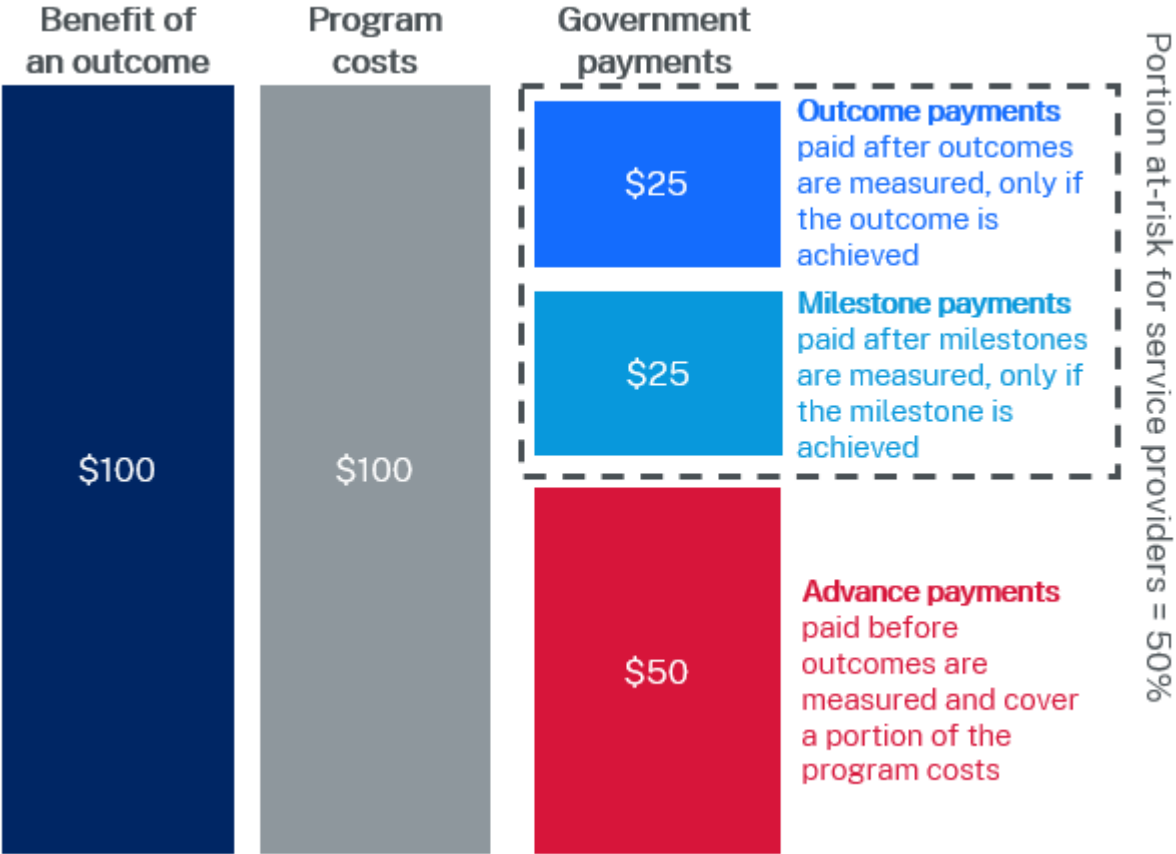 Benefit of
an outcome
Program
costs
Government
payments
$100
$100
$25
Outcome payments
paid after outcomes
are measured, only if
the outcome is
achieved
$25
Milestone payments
paid after milestones
are measured, only if
the milestone is
achieved
$50
Advance payments
paid before
outcomes are
measured and cover
a portion of the
program costs
Portion at-risk for service providers = 50%